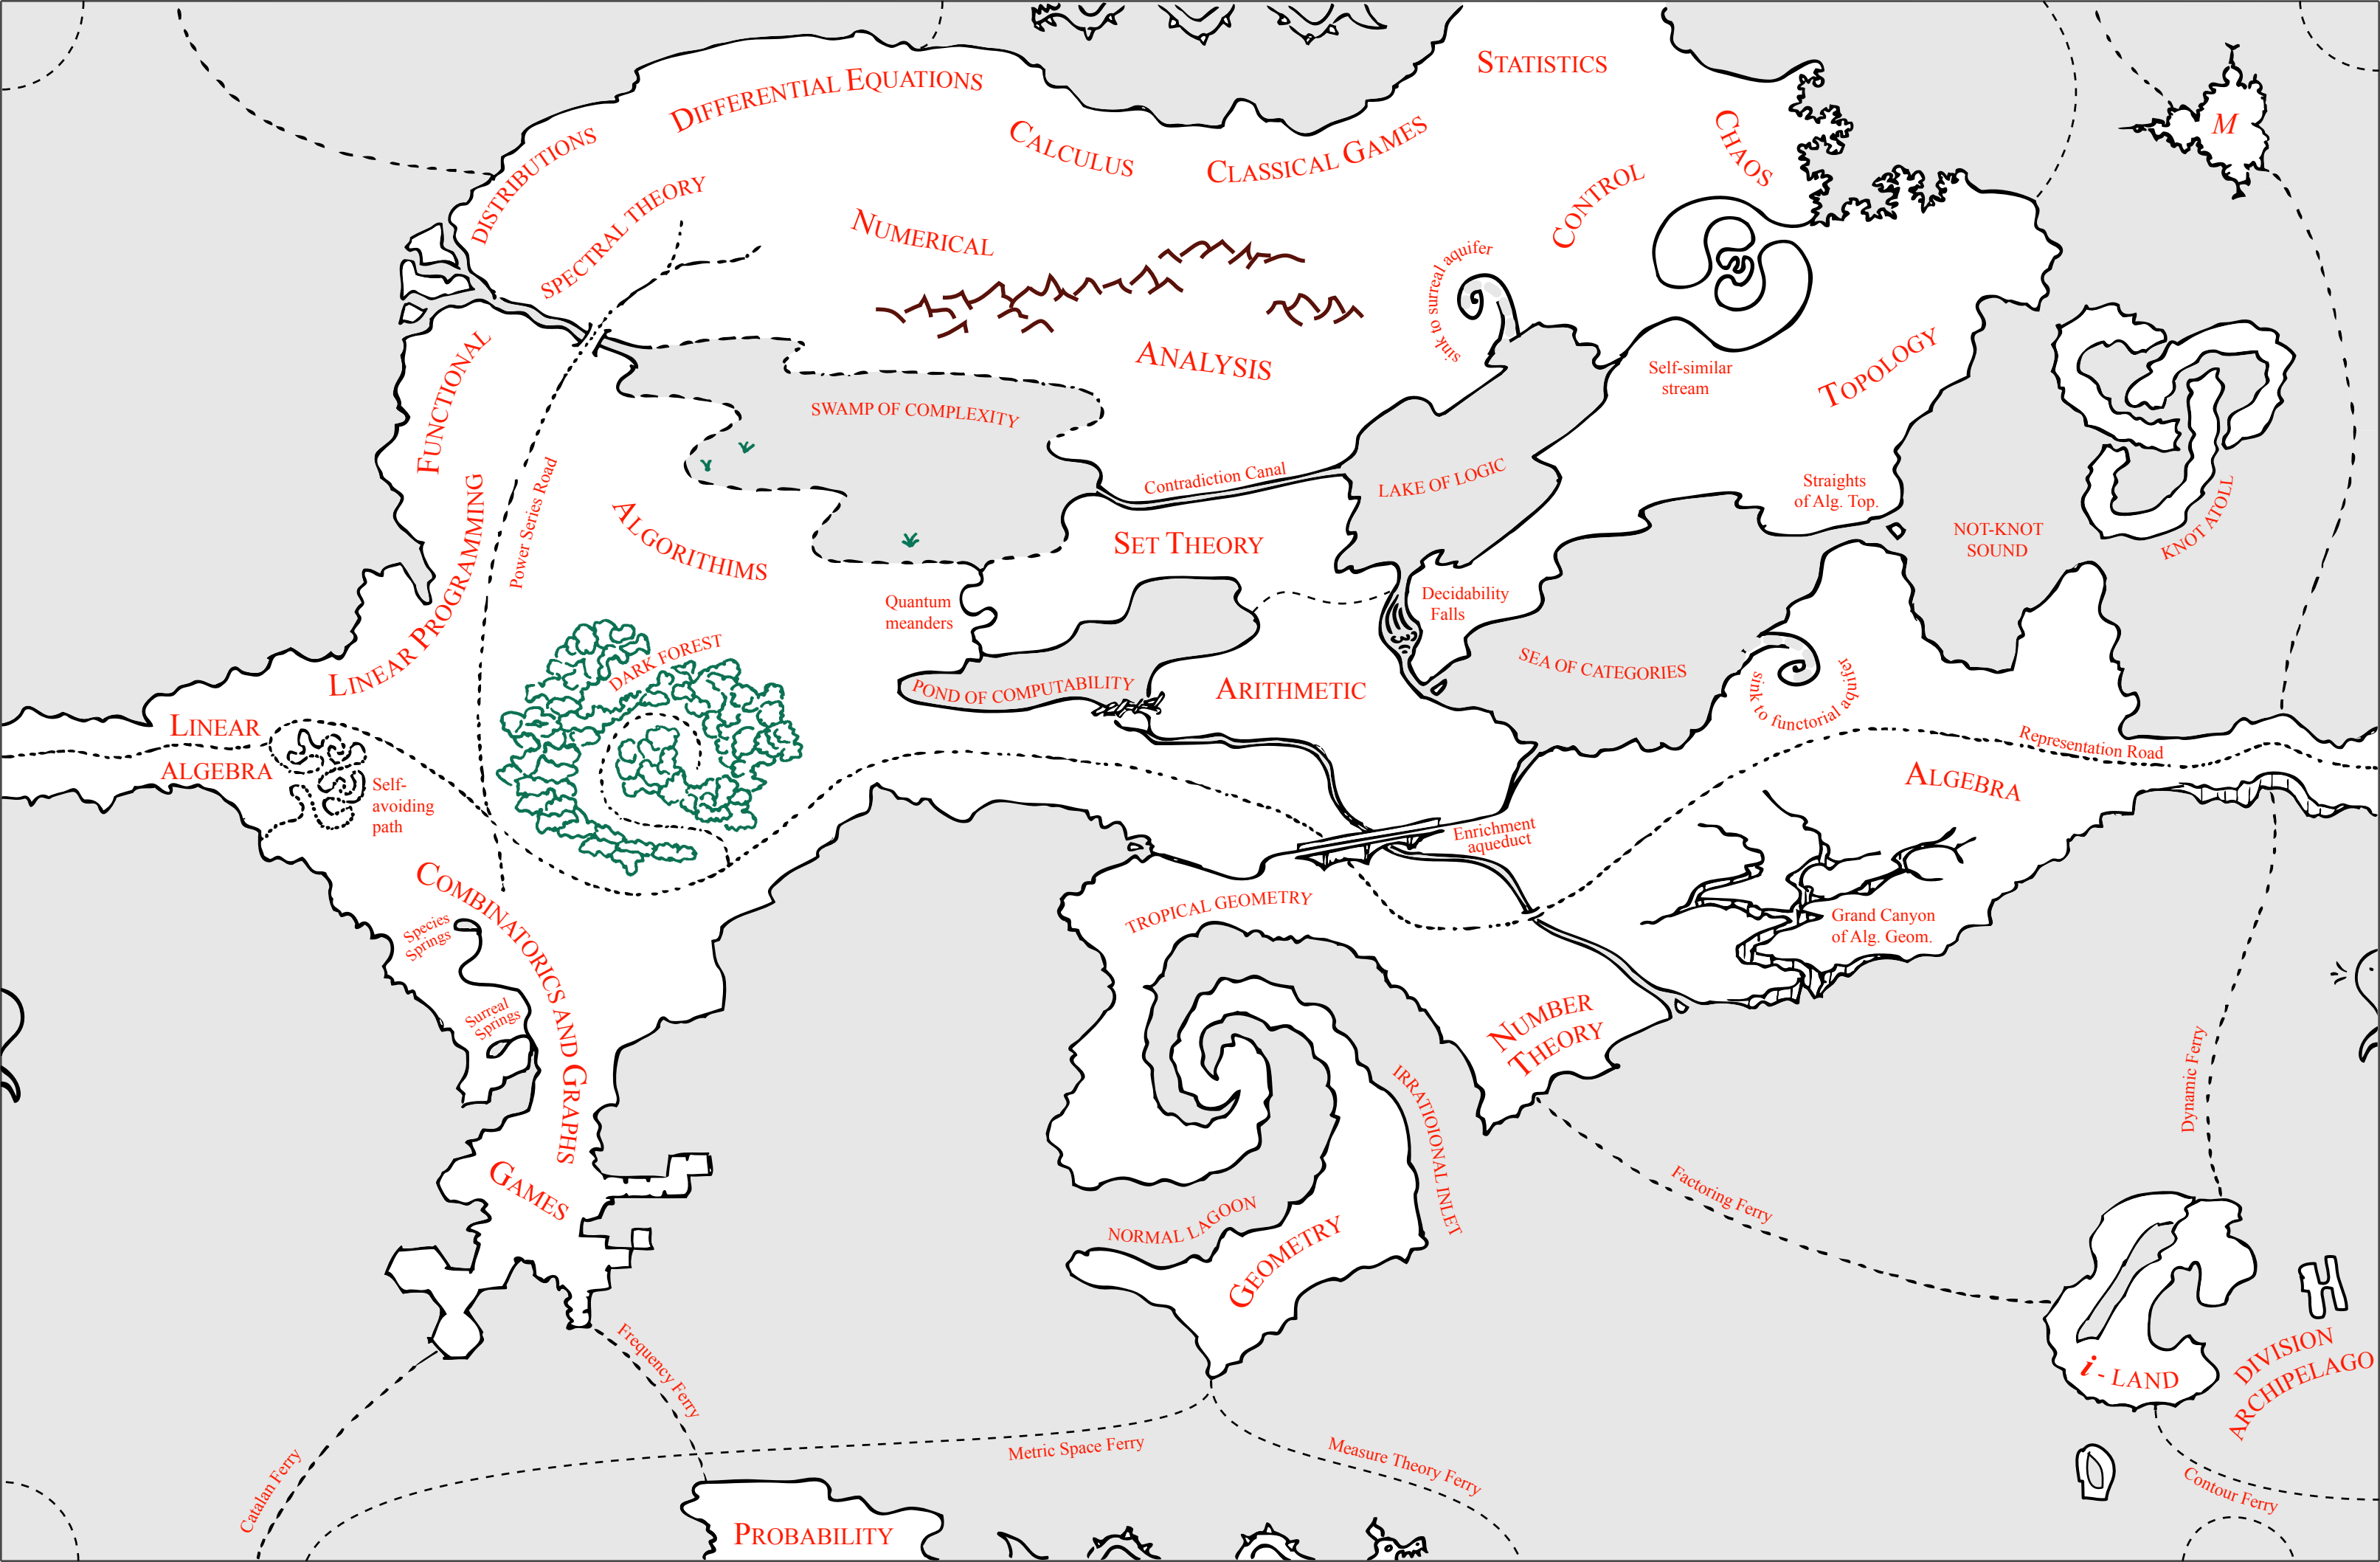 STATISTICS
DIFFERENTIAL EQUATIONS
M
CALCULUS
CLASSICAL GAMES
CHAOS
DISTRIBUTIONS
SPECTRAL THEORY
CONTROL
NUMERICAL
sink to surreal aquifer
ANALYSIS
FUNCTIONAL
Self-similar
stream
TOPOLOGY
SWAMP OF COMPLEXITY
Contradiction Canal
LAKE OF LOGIC
Straights
of Alg. Top.
Power Series Road
ALGORITHIMS
SET THEORY
NOT-KNOT
SOUND
KNOT ATOLL
LINEAR PROGRAMMING
Quantum
meanders
Decidability
Falls
DARK FOREST
SEA OF CATEGORIES
POND OF COMPUTABILITY
ARITHMETIC
sink to functorial aquifer
LINEAR
ALGEBRA
Representation Road
ALGEBRA
Self-
avoiding
path
Enrichment
aqueduct
COMBINATORICS AND GRAPHS
TROPICAL GEOMETRY
Grand Canyon
of Alg. Geom.
Species
Springs
Surreal
Springs
NUMBER
THEORY
IRRATIOIONAL INLET
Dynamic Ferry
GAMES
NORMAL LAGOON
GEOMETRY
Factoring Ferry
i - LAND
DIVISION
ARCHIPELAGO
Frequency Ferry
Catalan Ferry
Metric Space Ferry
Measure Theory Ferry
Contour Ferry
PROBABILITY